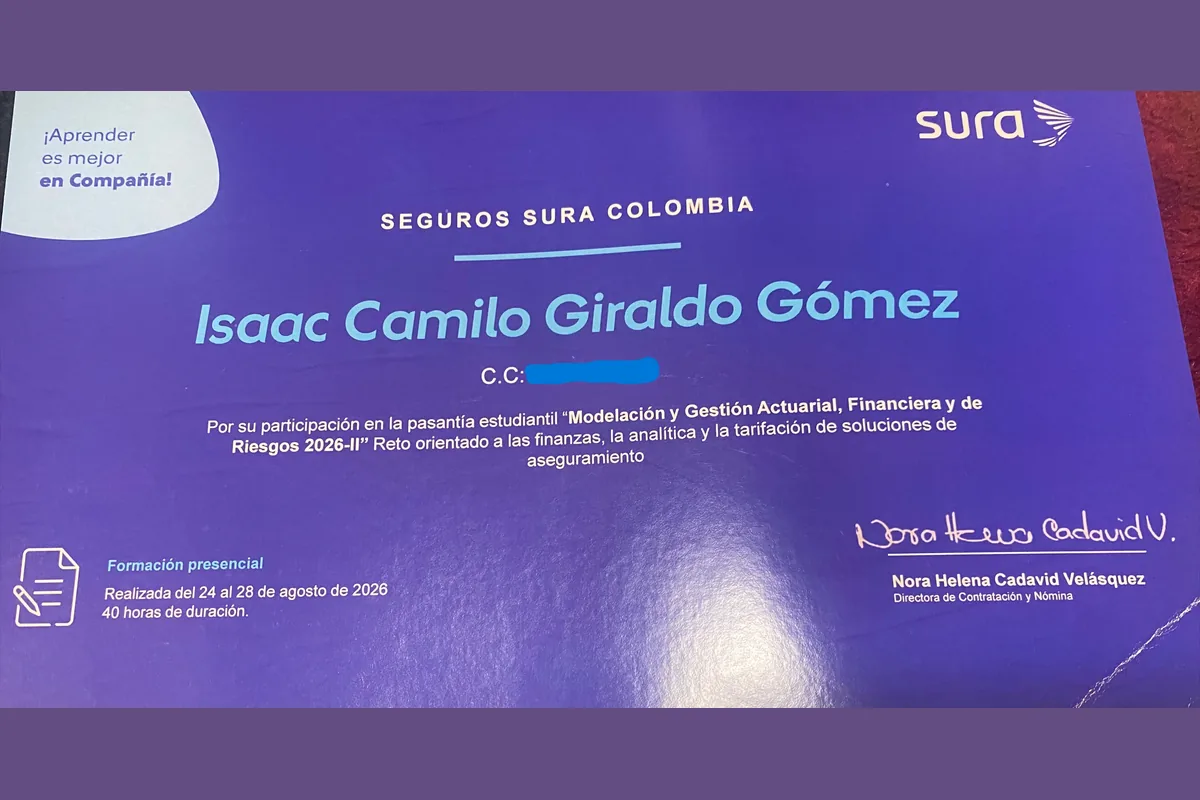 ¡Aprender
es mejor
en Compañía!
sura
SEGUROS SURA COLOMBIA
Isaac Camilo Giraldo Gómez
C.C:
Por su participación en la pasantía estudiantil “Modelación y Gestión Actuarial, Financiera y de
Riesgos 2026-II” Reto orientado a las finanzas, la analítica y la tarifación de soluciones de
aseguramiento
Nora Helena Cadavid V.
Nora Helena Cadavid Velásquez
Directora de Contratación y Nómina
Formación presencial
Realizada del 24 al 28 de agosto de 2026
40 horas de duración.